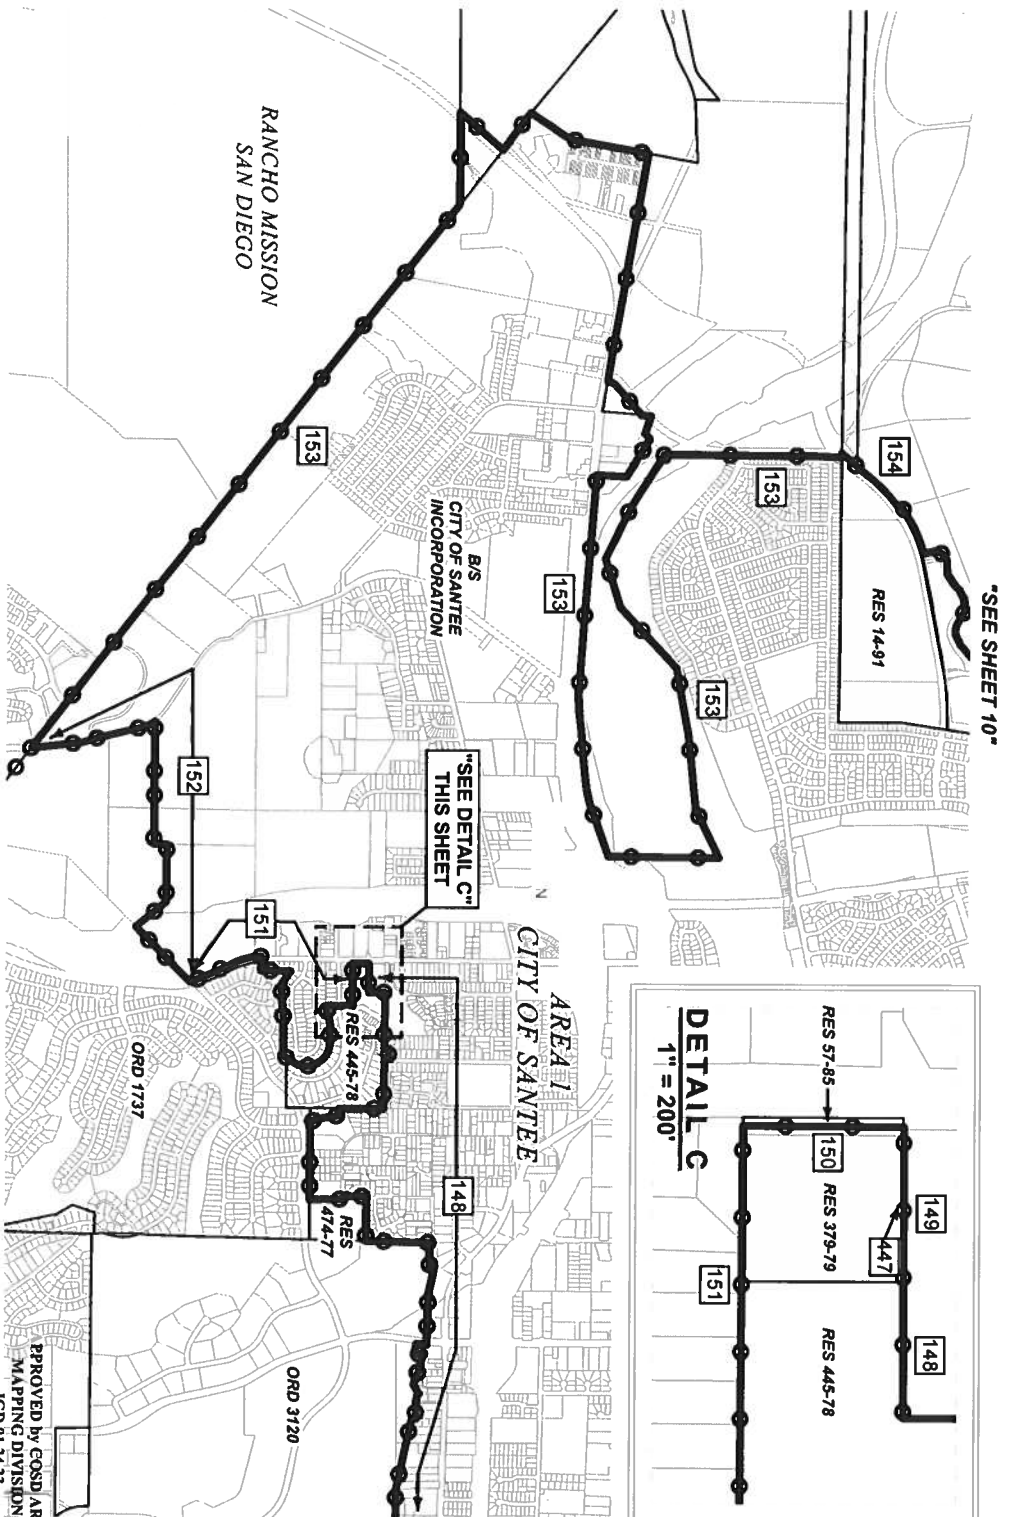 "SEE SHEET 10"
154
153
RES 14-91
RANCHO MISSION
SAN DIEGO
153
B/S
CITY OF SANTEE
INCORPORATION
153
153
152
"SEE DETAIL C"
THIS SHEET
N
151
AREA 1
CITY OF SANTEE
RES 445-78
ORD 1737
148
RES
474-77
ORD 3120
DETAIL C
1" = 200'
RES 57-85
150
RES 379-79
149
447
151
RES 445-78
148
PPROVED by COSD AR
MAPPING DIVISION